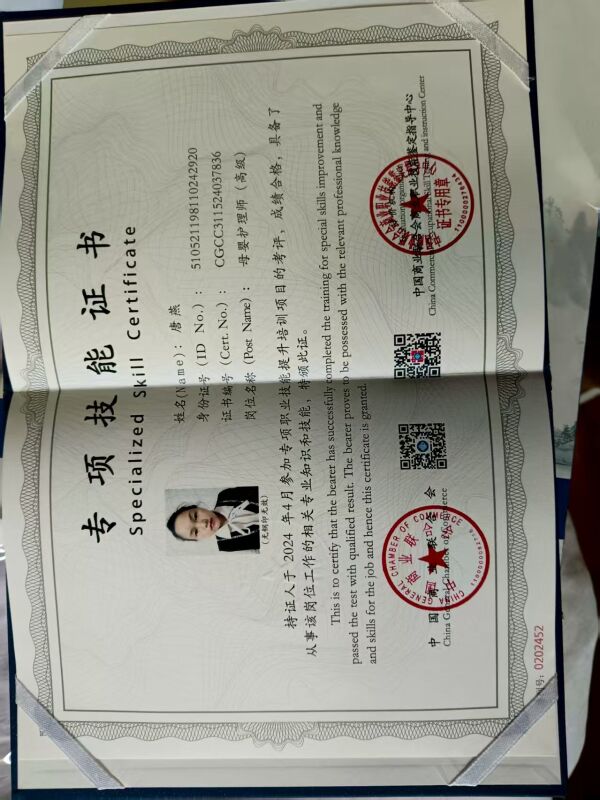 专项技能证书
Specialized Skill Certificate
姓名(Name)：唐燕
身份证号(ID No.)：510521198110242920
证书编号(Cert. No.)：CGCC311524037836
岗位名称(Post Name)：母婴护理师（高级）
(无钢印无效)
持证人于 2024 年4月参加专项职业技能提升培训项目的考评，成绩合格，具备了
从事该岗位工作的相关专业知识和技能，特颁此证。
This is to certify that the bearer has successfully completed the training for special skills improvement and
passed the test with qualified result. The bearer proves to be possessed with the relevant professional knowledge
and skills for the job and hence this certificate is granted.
中国商业联合会
China General Chamber of Commerce
CHINA GENERAL CHAMBER OF COMMERCE
中国商业联合会
1100000082776
中国商业联合会商业职业技能鉴定指导中心
China Commerce Occupational Skill Training and instruction Center
证书专用章
1100000276434
号：0202452